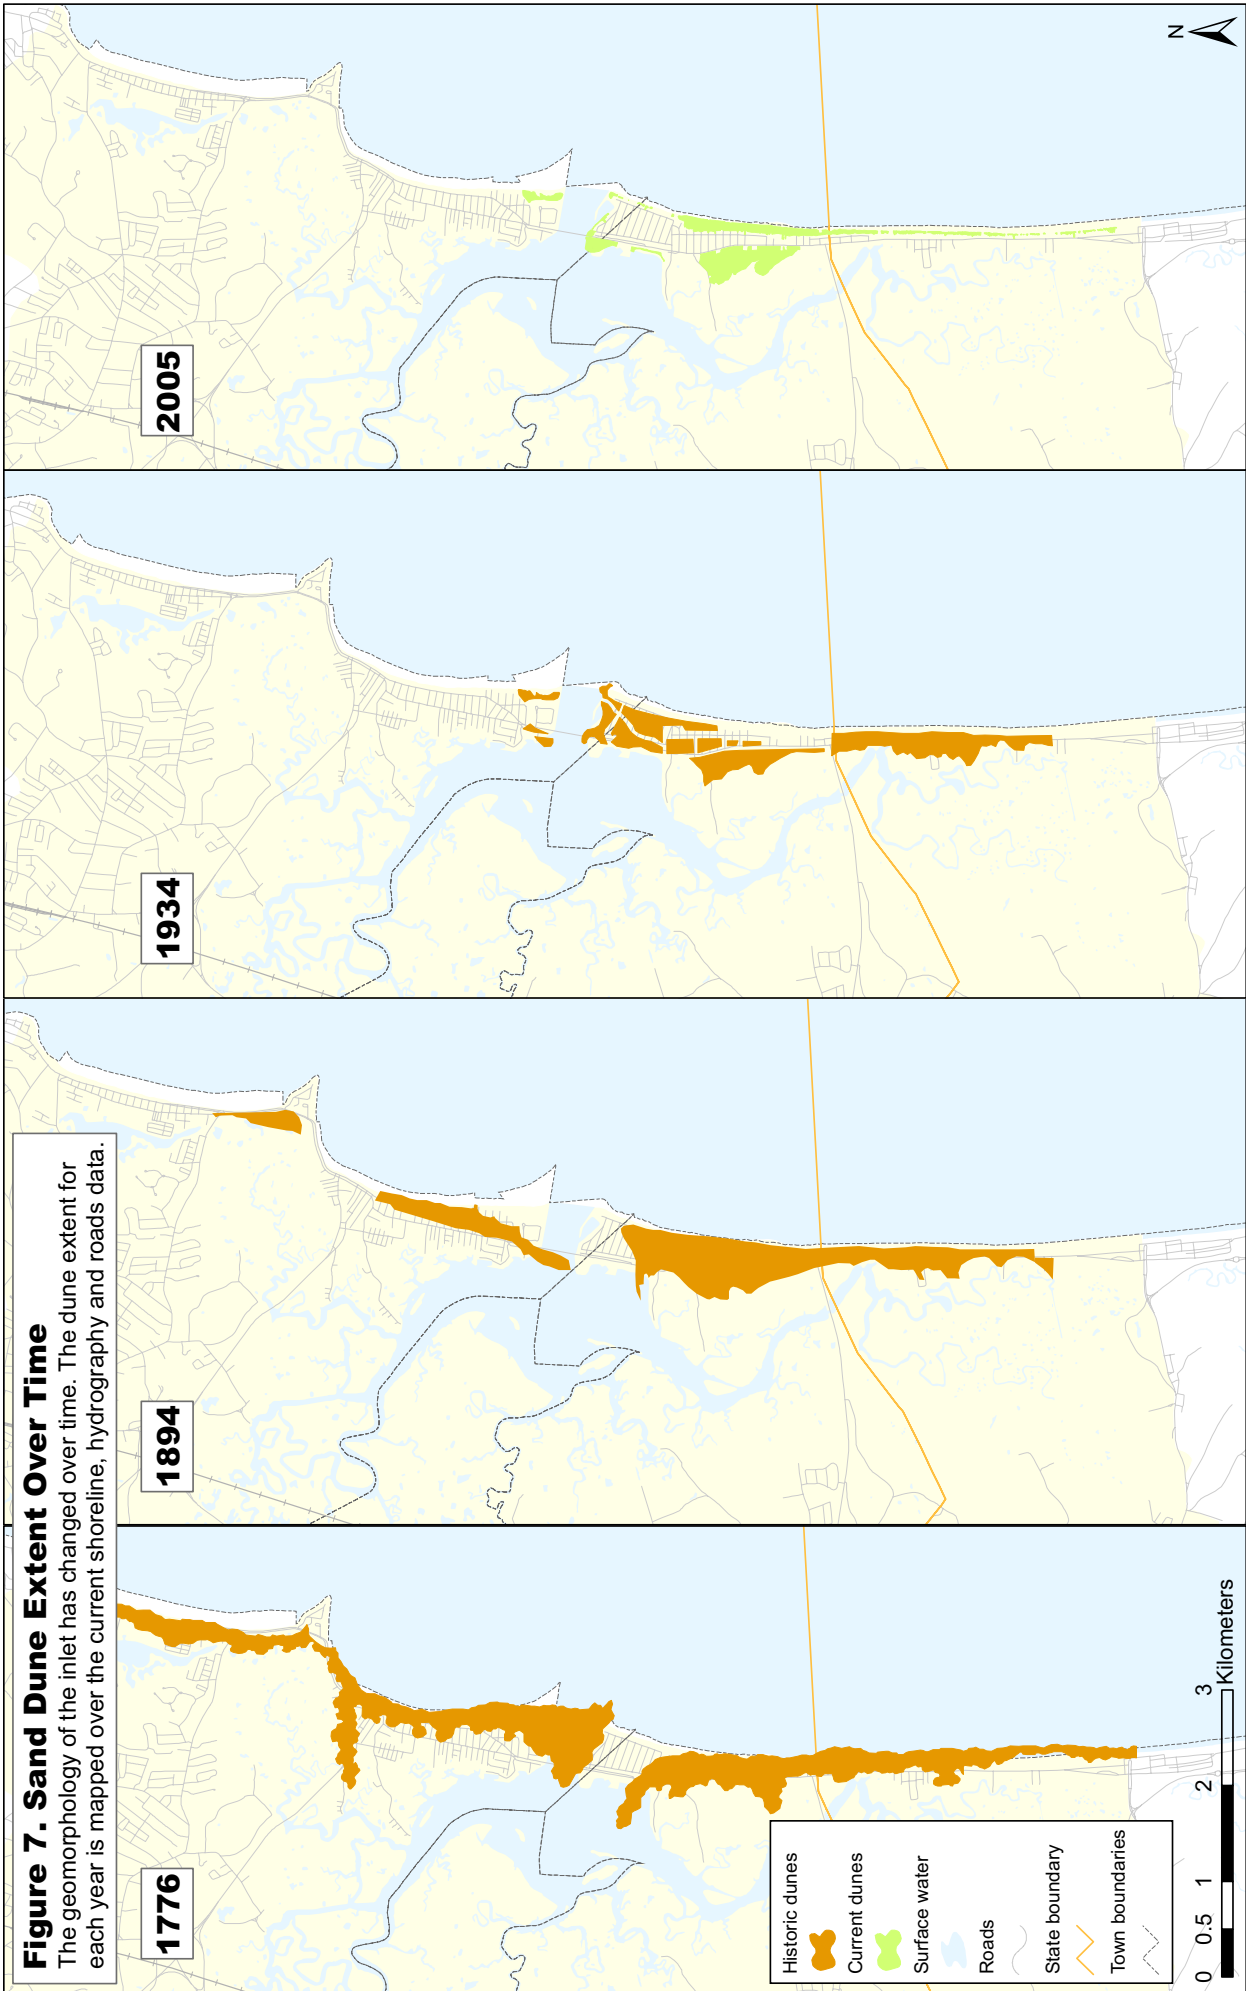 Figure 7. Sand Dune Extent Over Time
The geomorphology of the inlet has changed over time. The dune extent for
each year is mapped over the current shoreline, hydrography and roads data.
1776
1894
1934
2005
Historic dunes
Current dunes
Surface water
Roads
State boundary
Town boundaries
0 0.5 1 2 3
Kilometers
N